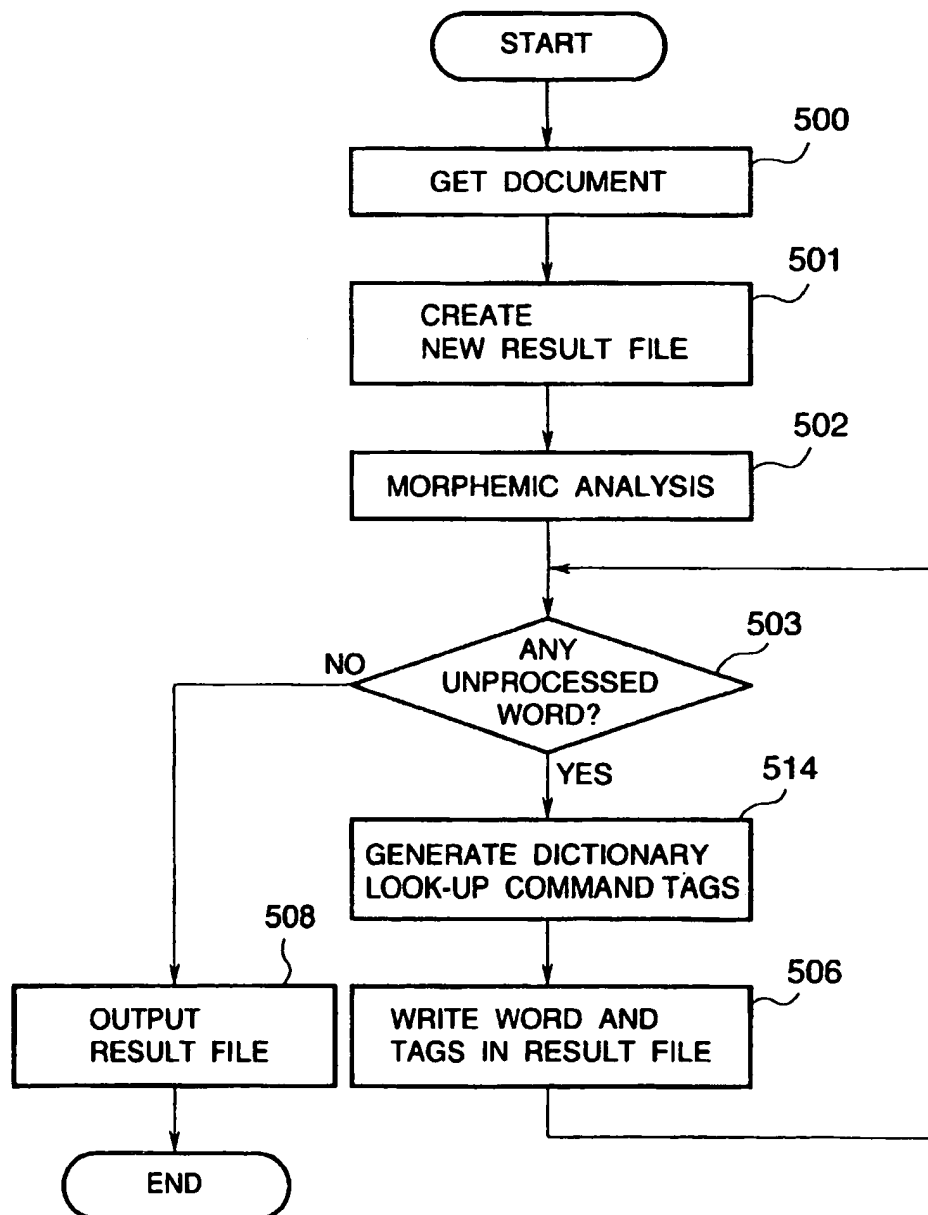 START
500
GET DOCUMENT
501
CREATE
NEW RESULT FILE
502
MORPHEMIC ANALYSIS
503
ANY
UNPROCESSED
WORD?
NO
YES
514
GENERATE DICTIONARY
LOOK-UP COMMAND TAGS
508
OUTPUT
RESULT FILE
506
WRITE WORD AND
TAGS IN RESULT FILE
END